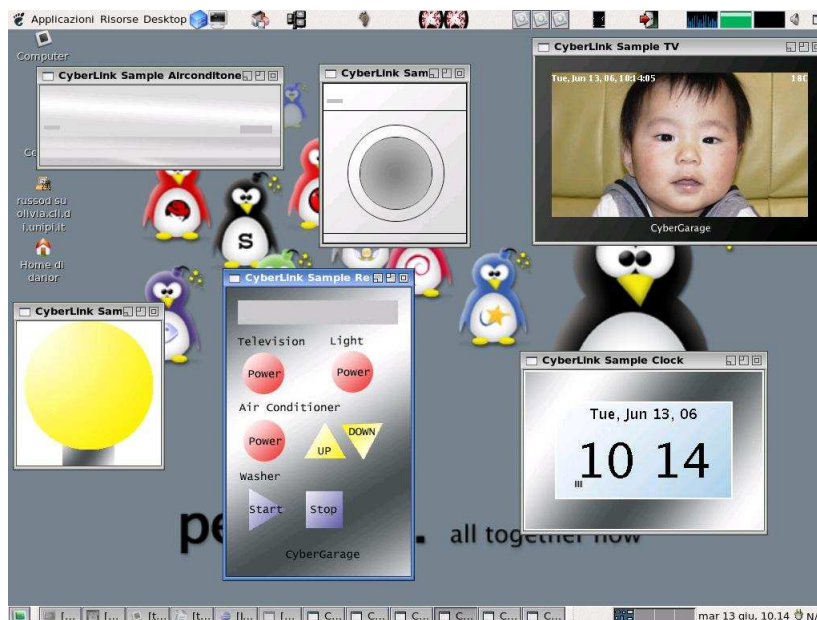 Applicazioni Risorse Desktop
Computer
CyberLink Sample Airconditone
CyberLink Sam
CyberLink Sample TV
Tue, Jun 13, 06, 10:14:05
18C
CyberGarage
russod su
olivia.cli.d
i.unipi.it
Home di
darior
S
CyberLink Sam
CyberLink Sample Re
Television Light
Power Power
Air Conditioner
Power UP DOWN
Washer
Start Stop
CyberGarage
CyberLink Sample Clock
Tue, Jun 13, 06
10 14
pe
all together now
[... [... [t... [t... [... C... C... C... C... C... C...
mar 13 giu, 10.14